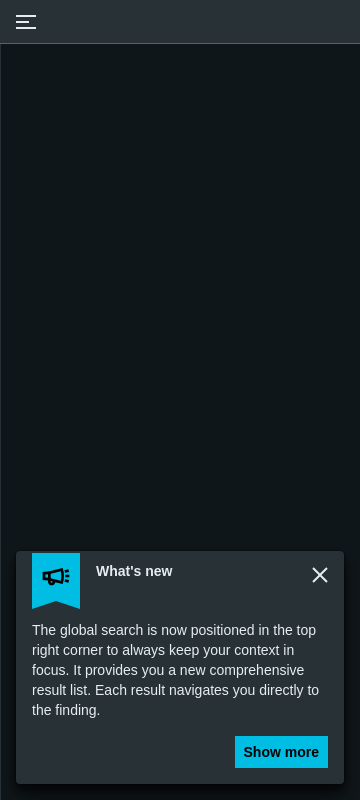 What's new
The global search is now positioned in the top
right corner to always keep your context in
focus. It provides you a new comprehensive
result list. Each result navigates you directly to
the finding.
Show more